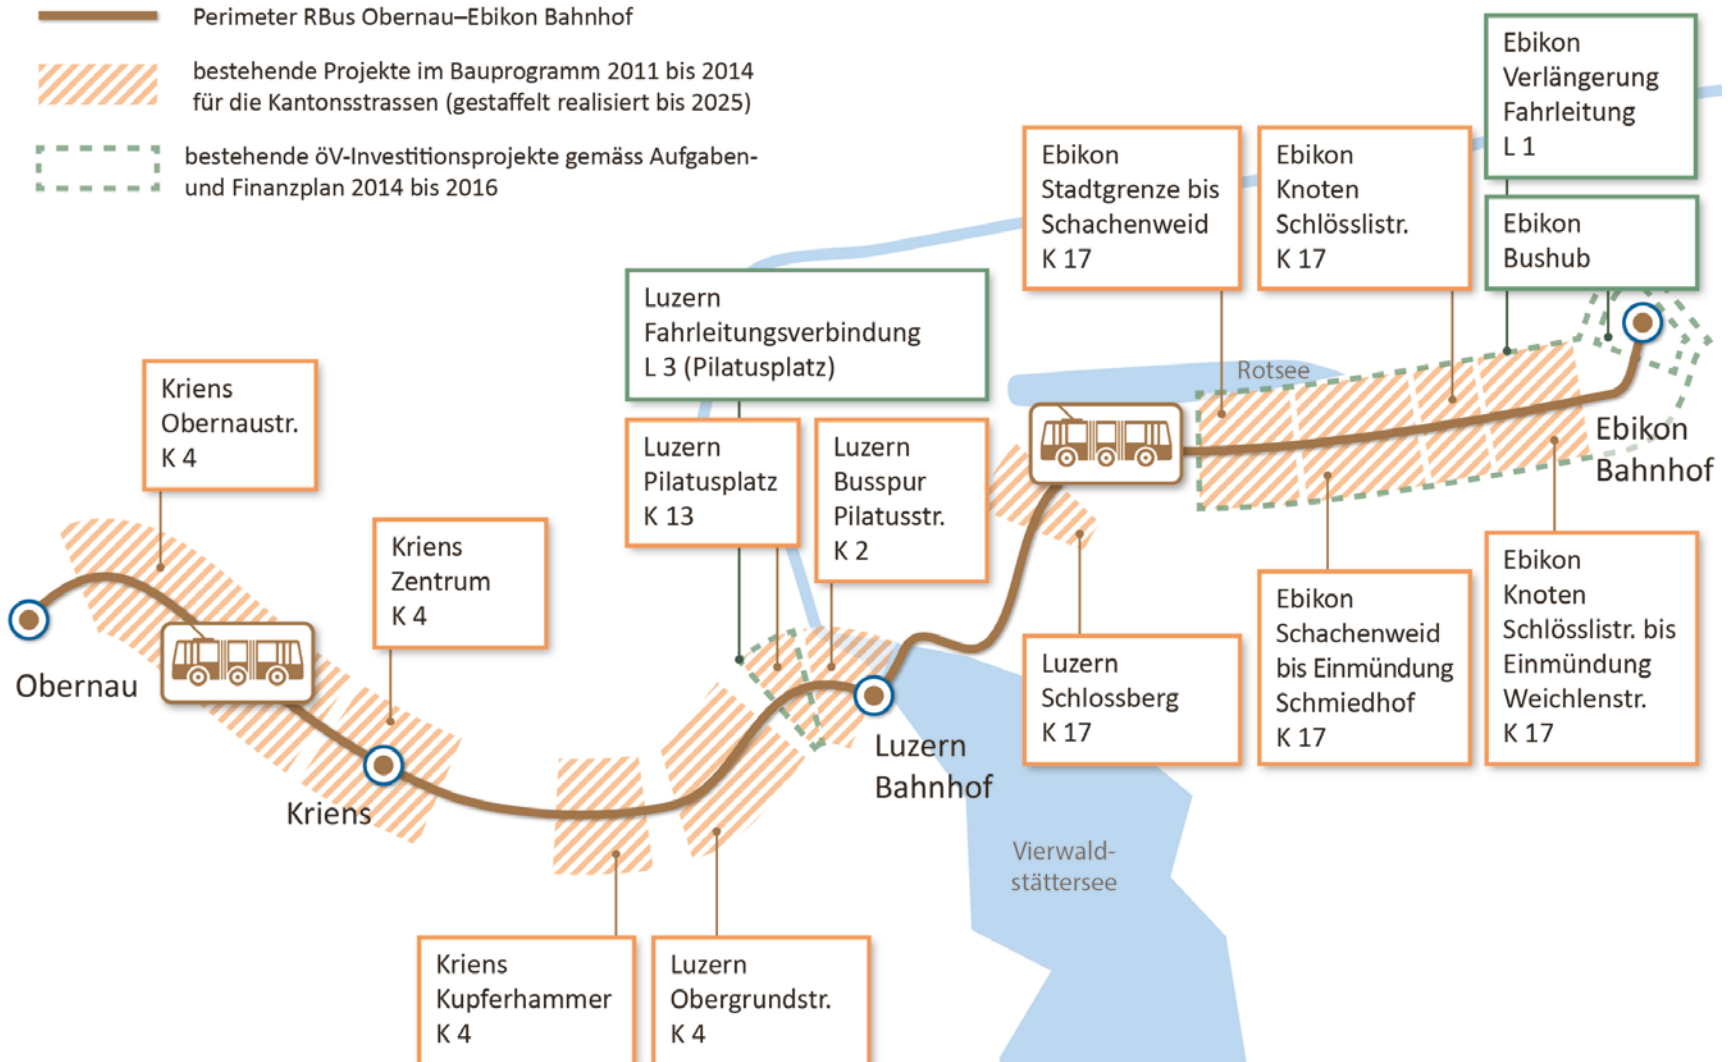 Perimeter RBus Obernau–Ebikon Bahnhof
bestehende Projekte im Bauprogramm 2011 bis 2014
für die Kantonsstrassen (gestaffelt realisiert bis 2025)
bestehende öV-Investitionsprojekte gemäss Aufgaben-
und Finanzplan 2014 bis 2016
Ebikon
Verlängerung
Fahrleitung
L 1
Ebikon
Stadtgrenze bis
Schachenweid
K 17
Ebikon
Knoten
Schlösslistr.
K 17
Ebikon
Bushub
Luzern
Fahrleitungsverbindung
L 3 (Pilatusplatz)
Kriens
Obernaustr.
K 4
Rotsee
Luzern
Pilatusplatz
K 13
Luzern
Busspur
Pilatusstr.
K 2
Ebikon
Bahnhof
Kriens
Zentrum
K 4
Obernau
Kriens
Luzern
Bahnhof
Luzern
Schlossberg
K 17
Ebikon
Schachenweid
bis Einmündung
Schmiedhof
K 17
Ebikon
Knoten
Schlösslistr. bis
Einmündung
Weichlenstr.
K 17
Vierwald-
stättersee
Kriens
Kupferhammer
K 4
Luzern
Obergrundstr.
K 4